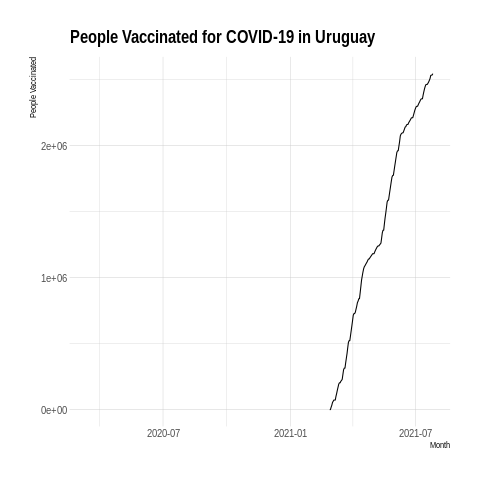 People Vaccinated for COVID-19 in Uruguay
People Vaccinated
2e+06
1e+06
0e+00
2020-07
2021-01
2021-07
Month